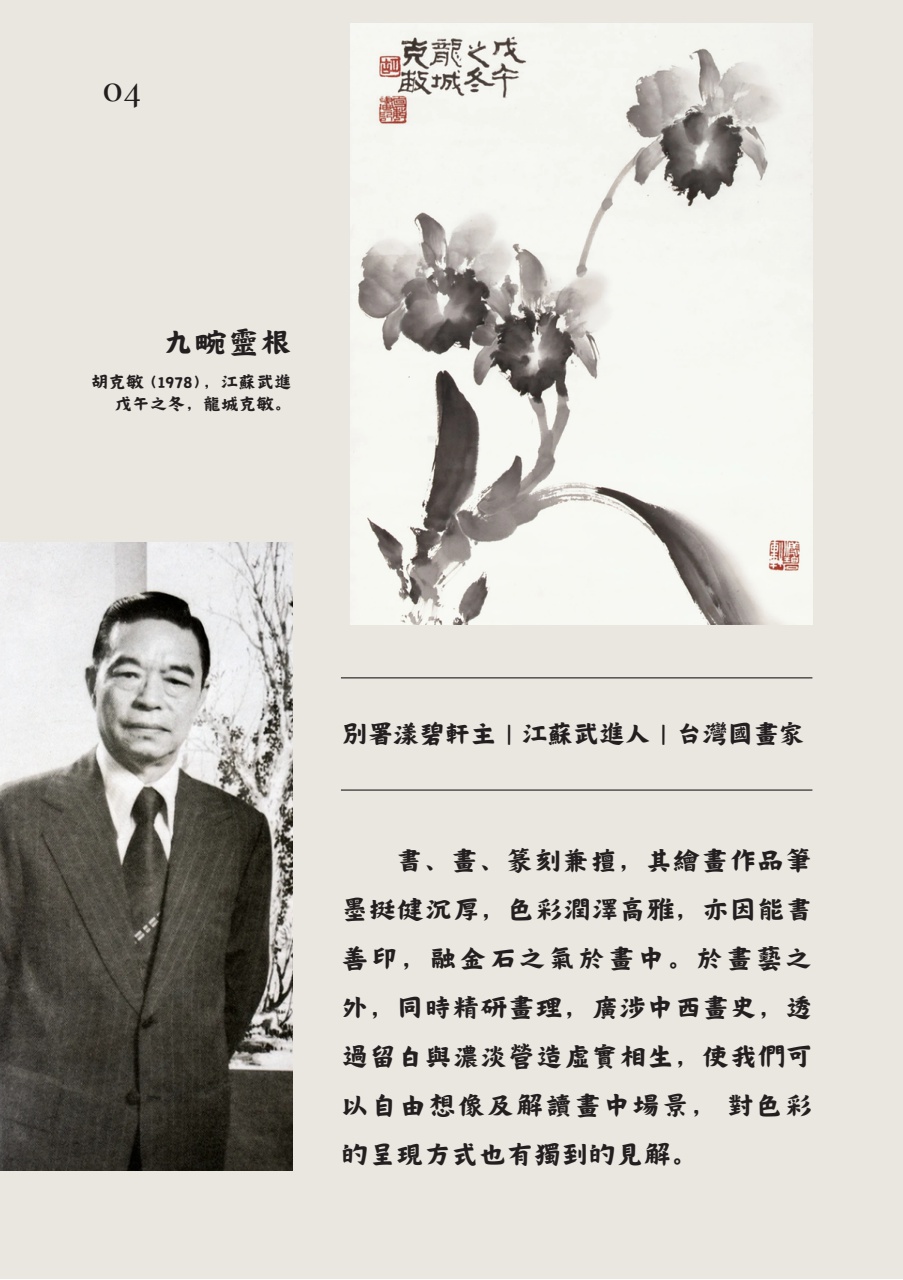 04
戊午
之冬
龍城
克敏
九畹靈根
胡克敏 (1978)，江蘇武進
戊午之冬，龍城克敏。
別署漾碧軒主 | 江蘇武進人 | 台灣國畫家
書、畫、篆刻兼擅，其繪畫作品筆
墨挺健沉厚，色彩潤澤高雅，亦因能書
善印，融金石之氣於畫中。於畫藝之
外，同時精研畫理，廣涉中西畫史，透
過留白與濃淡營造虛實相生，使我們可
以自由想像及解讀畫中場景， 對色彩
的呈現方式也有獨到的見解。